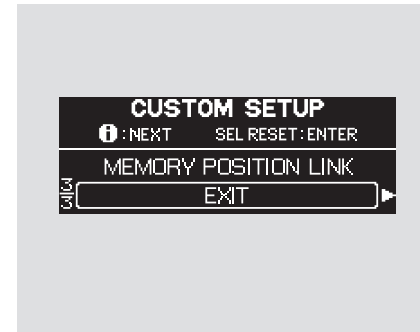 CUSTOM SETUP
i:NEXT SEL RESET:ENTER
MEMORY POSITION LINK
3/3 EXIT